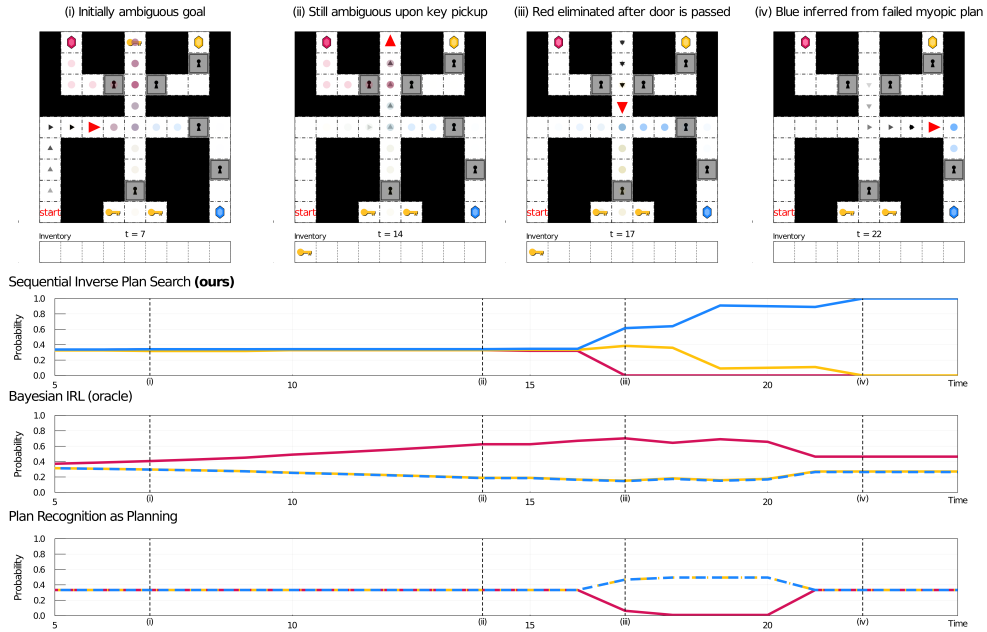 (i) Initially ambiguous goal
(ii) Still ambiguous upon key pickup
(iii) Red eliminated after door is passed
(iv) Blue inferred from failed myopic plan
start
start
start
start
Inventory t = 7
Inventory t = 14
Inventory t = 17
Inventory t = 22
Sequential Inverse Plan Search (ours)
Probability
1.0
0.8
0.6
0.4
0.2
0.0
5 (i) 10 (ii) 15 (iii) 20 (iv) Time
Bayesian IRL (oracle)
Probability
1.0
0.8
0.6
0.4
0.2
0.0
5 (i) 10 (ii) 15 (iii) 20 (iv) Time
Plan Recognition as Planning
Probability
1.0
0.8
0.6
0.4
0.2
0.0
5 (i) 10 (ii) 15 (iii) 20 (iv) Time